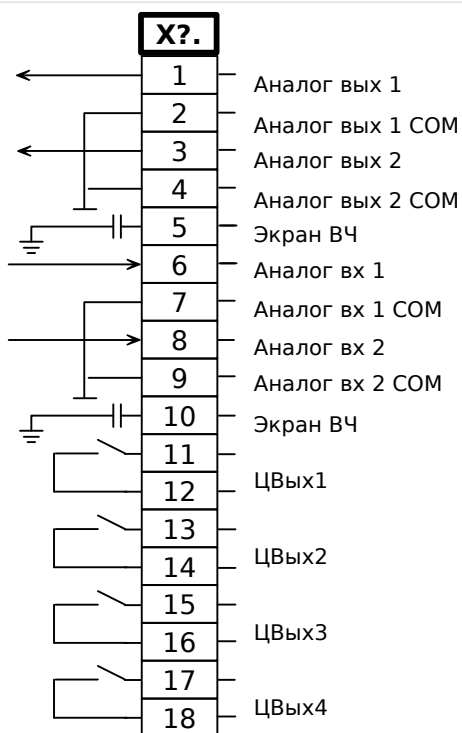 X?.
1 Аналог вых 1
2 Аналог вых 1 COM
3 Аналог вых 2
4 Аналог вых 2 COM
5 Экран ВЧ
6 Аналог вх 1
7 Аналог вх 1 COM
8 Аналог вх 2
9 Аналог вх 2 COM
10 Экран ВЧ
11
ЦВых1
12
13
ЦВых2
14
15
ЦВых3
16
17
ЦВых4
18